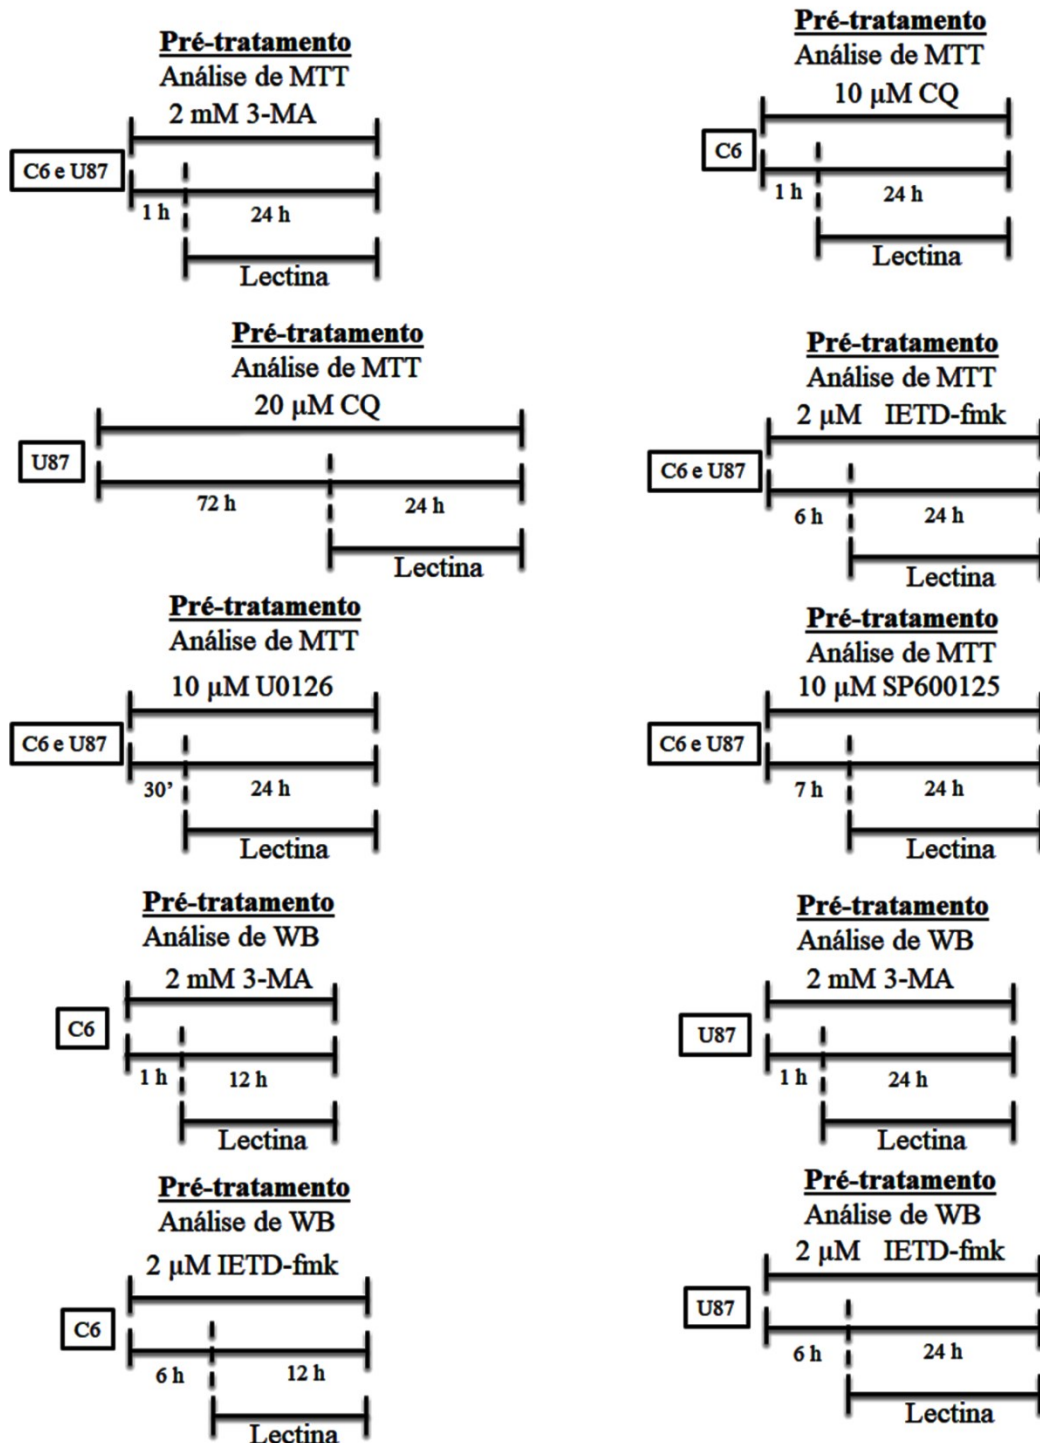 Pré-tratamento
Análise de MTT
2 mM 3-MA
C6 e U87
1 h
24 h
Lectina
Pré-tratamento
Análise de MTT
10 µM CQ
C6
1 h
24 h
Lectina
Pré-tratamento
Análise de MTT
20 µM CQ
U87
72 h
24 h
Lectina
Pré-tratamento
Análise de MTT
2 µM IETD-fmk
C6 e U87
6 h
24 h
Lectina
Pré-tratamento
Análise de MTT
10 µM U0126
C6 e U87
30’
24 h
Lectina
Pré-tratamento
Análise de MTT
10 µM SP600125
C6 e U87
7 h
24 h
Lectina
Pré-tratamento
Análise de WB
2 mM 3-MA
C6
1 h
12 h
Lectina
Pré-tratamento
Análise de WB
2 mM 3-MA
U87
1 h
24 h
Lectina
Pré-tratamento
Análise de WB
2 µM IETD-fmk
C6
6 h
12 h
Lectina
Pré-tratamento
Análise de WB
2 µM IETD-fmk
U87
6 h
24 h
Lectina